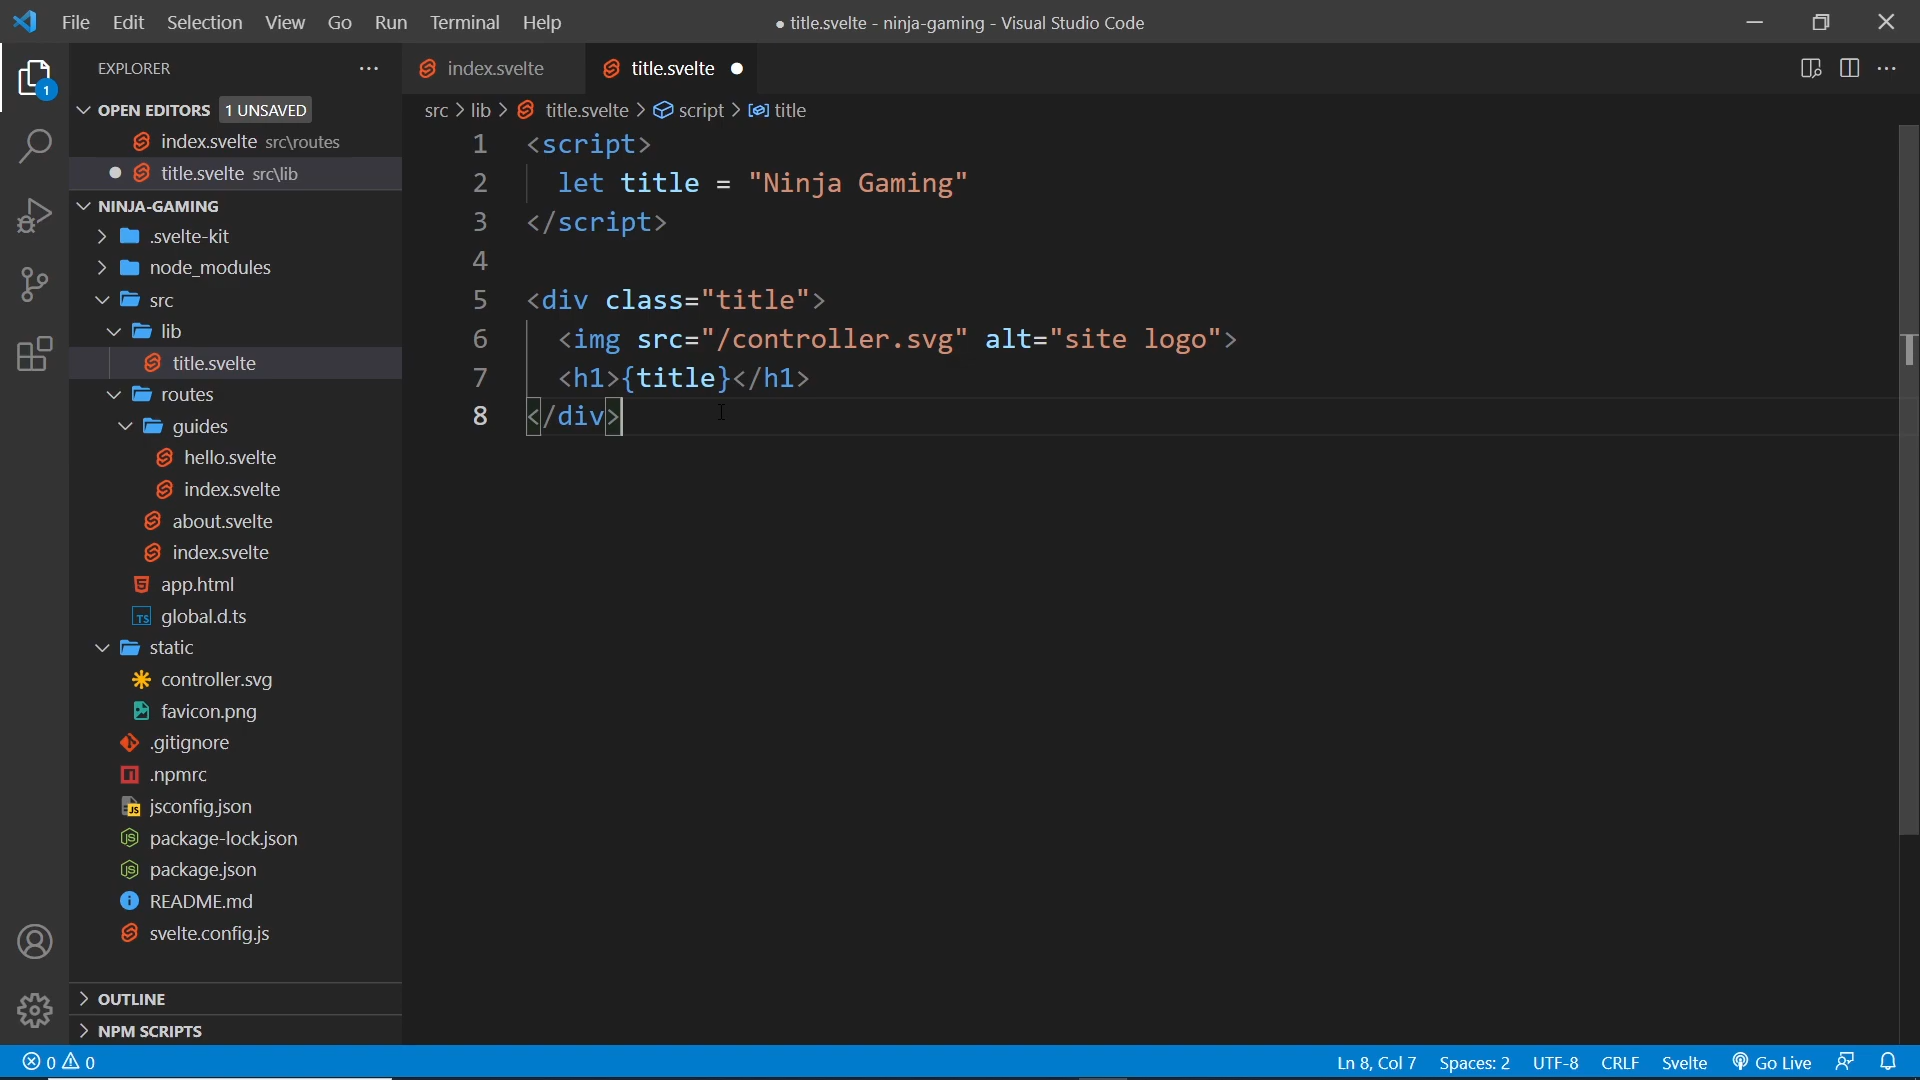 File Edit Selection View Go Run Terminal Help
● title.svelte - ninja-gaming - Visual Studio Code
EXPLORER
OPEN EDITORS 1 UNSAVED
index.svelte src\routes
title.svelte src\lib
NINJA-GAMING
.svelte-kit
node_modules
src
lib
title.svelte
routes
guides
hello.svelte
index.svelte
about.svelte
index.svelte
app.html
TS global.d.ts
static
controller.svg
favicon.png
.gitignore
.npmrc
JS jsconfig.json
package-lock.json
package.json
README.md
svelte.config.js
OUTLINE
NPM SCRIPTS
1
index.svelte title.svelte ●
src > lib > title.svelte > script > title
1 <script>
2 let title = "Ninja Gaming"
3 </script>
4
5 <div class="title">
6 <img src="/controller.svg" alt="site logo">
7 <h1>{title}</h1>
8 </div>
0 0 Ln 8, Col 7 Spaces: 2 UTF-8 CRLF Svelte Go Live